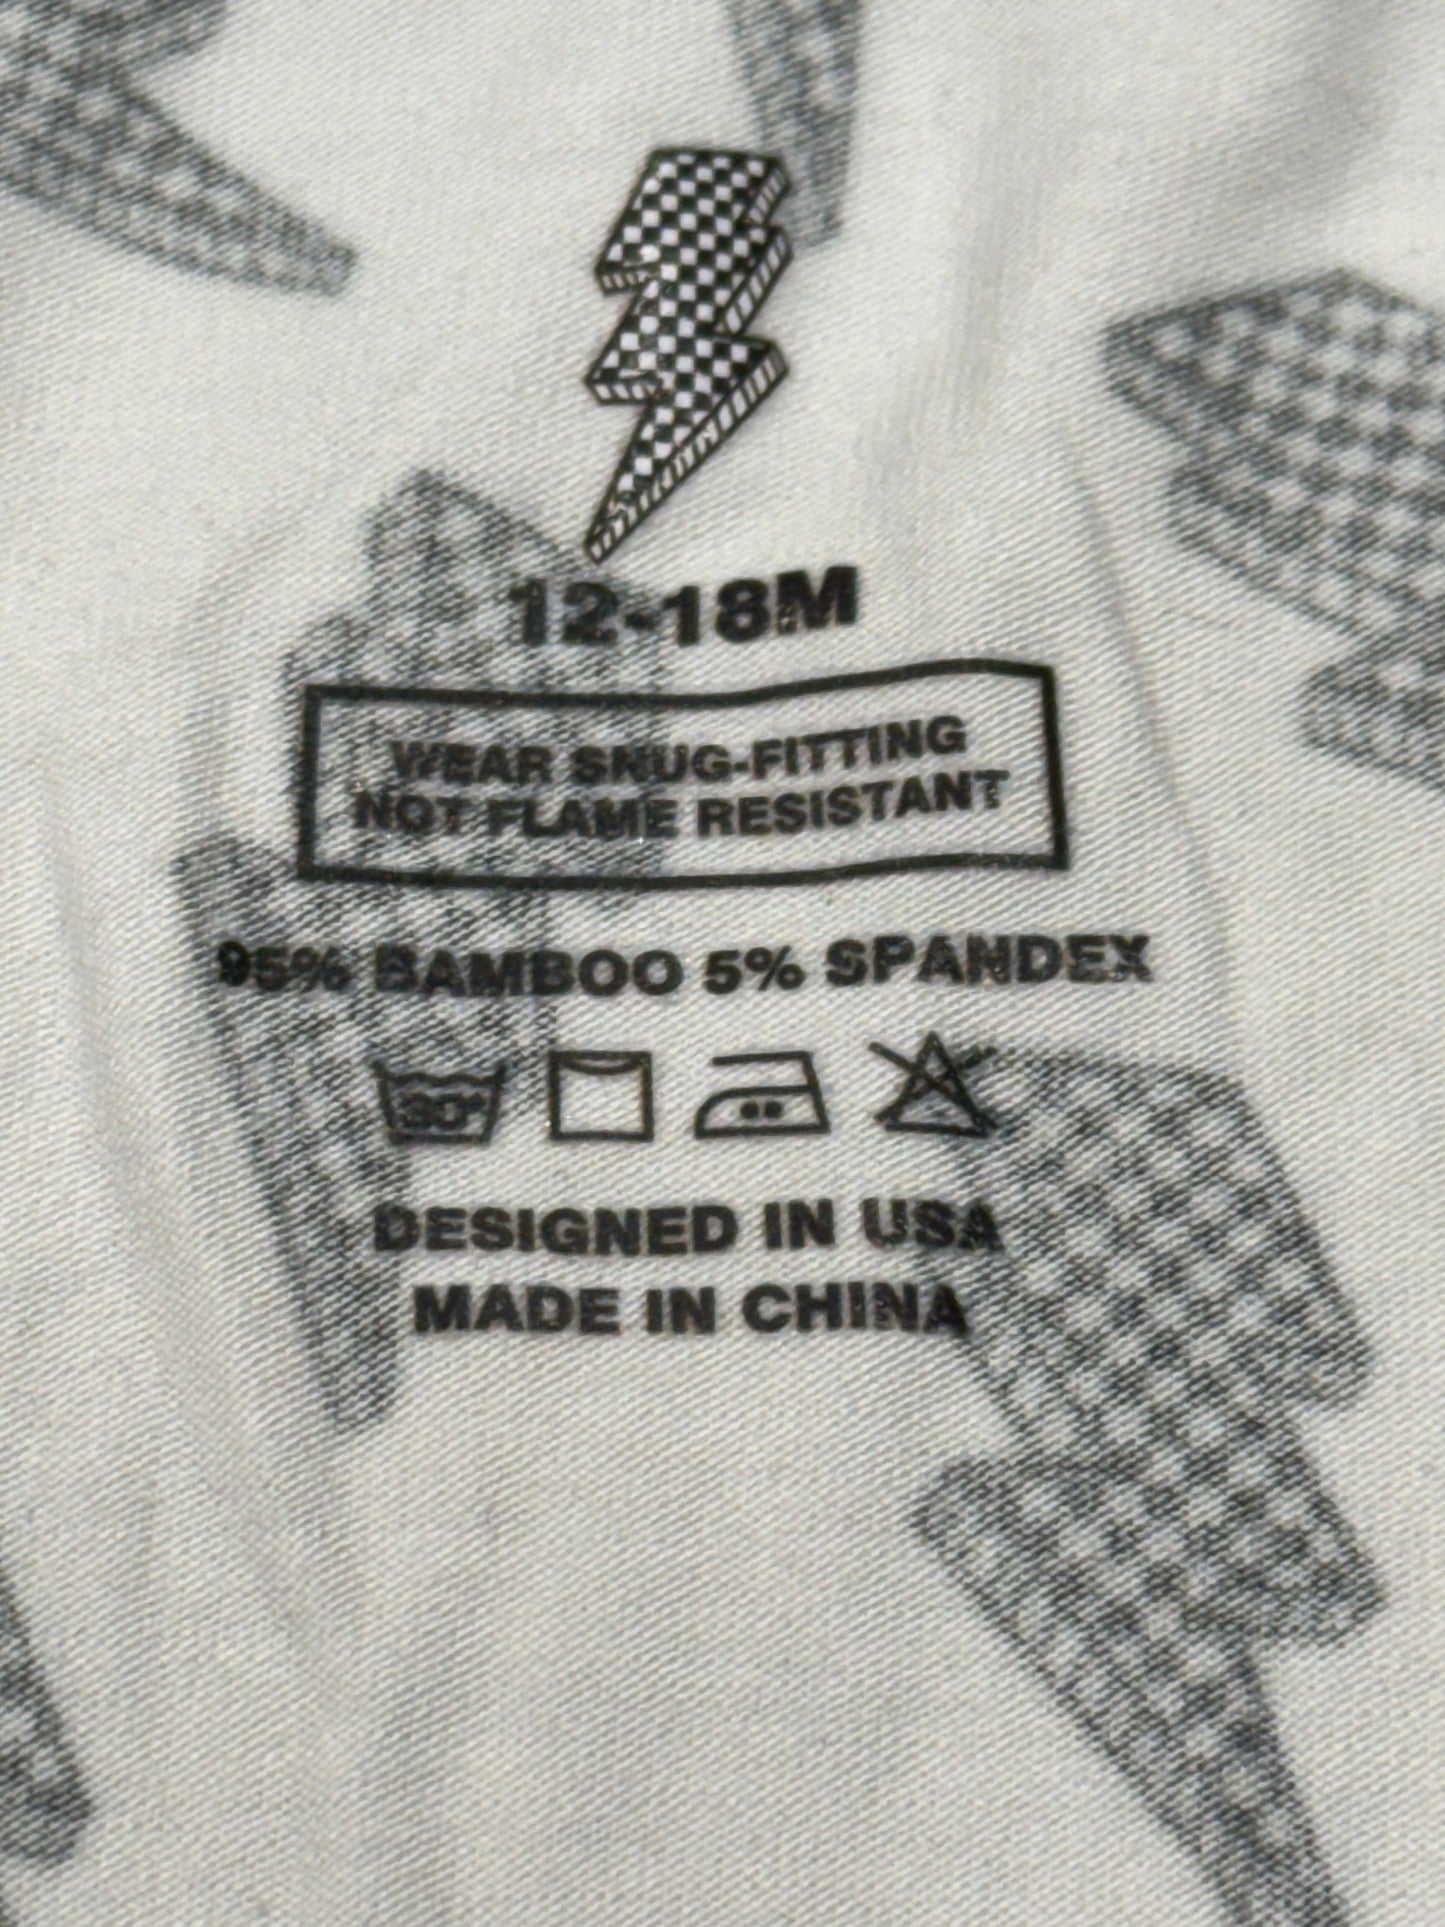 12-18M
WEAR SNUG-FITTING
NOT FLAME RESISTANT
95% BAMBOO 5% SPANDEX
30°
DESIGNED IN USA
MADE IN CHINA